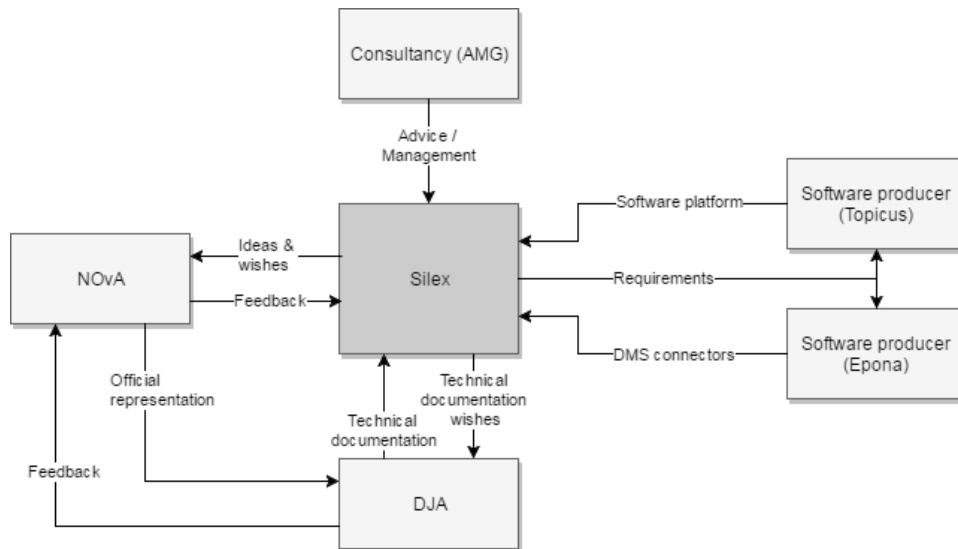 Consultancy (AMG)
Advice /
Management
Software platform
Software producer
(Topicus)
Ideas &
wishes
NOvA
Silex
Requirements
Feedback
DMS connectors
Software producer
(Epona)
Official
representation
Technical
documentation
Technical
documentation
wishes
Feedback
DJA